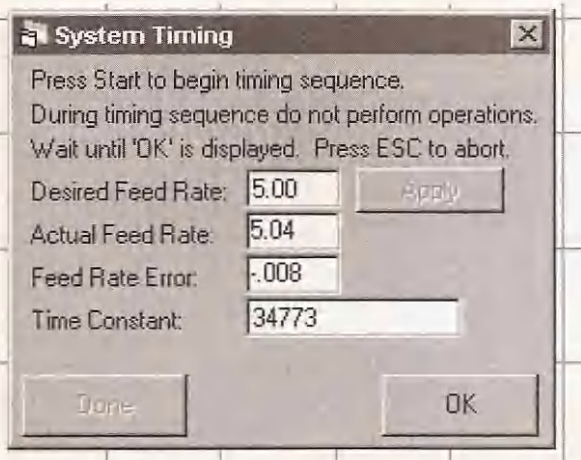 System Timing
Press Start to begin timing sequence.
During timing sequence do not perform operations.
Wait until 'OK' is displayed. Press ESC to abort.
Desired Feed Rate: 5.00 Apply
Actual Feed Rate: 5.04
Feed Rate Error: -.008
Time Constant: 34773
Done OK